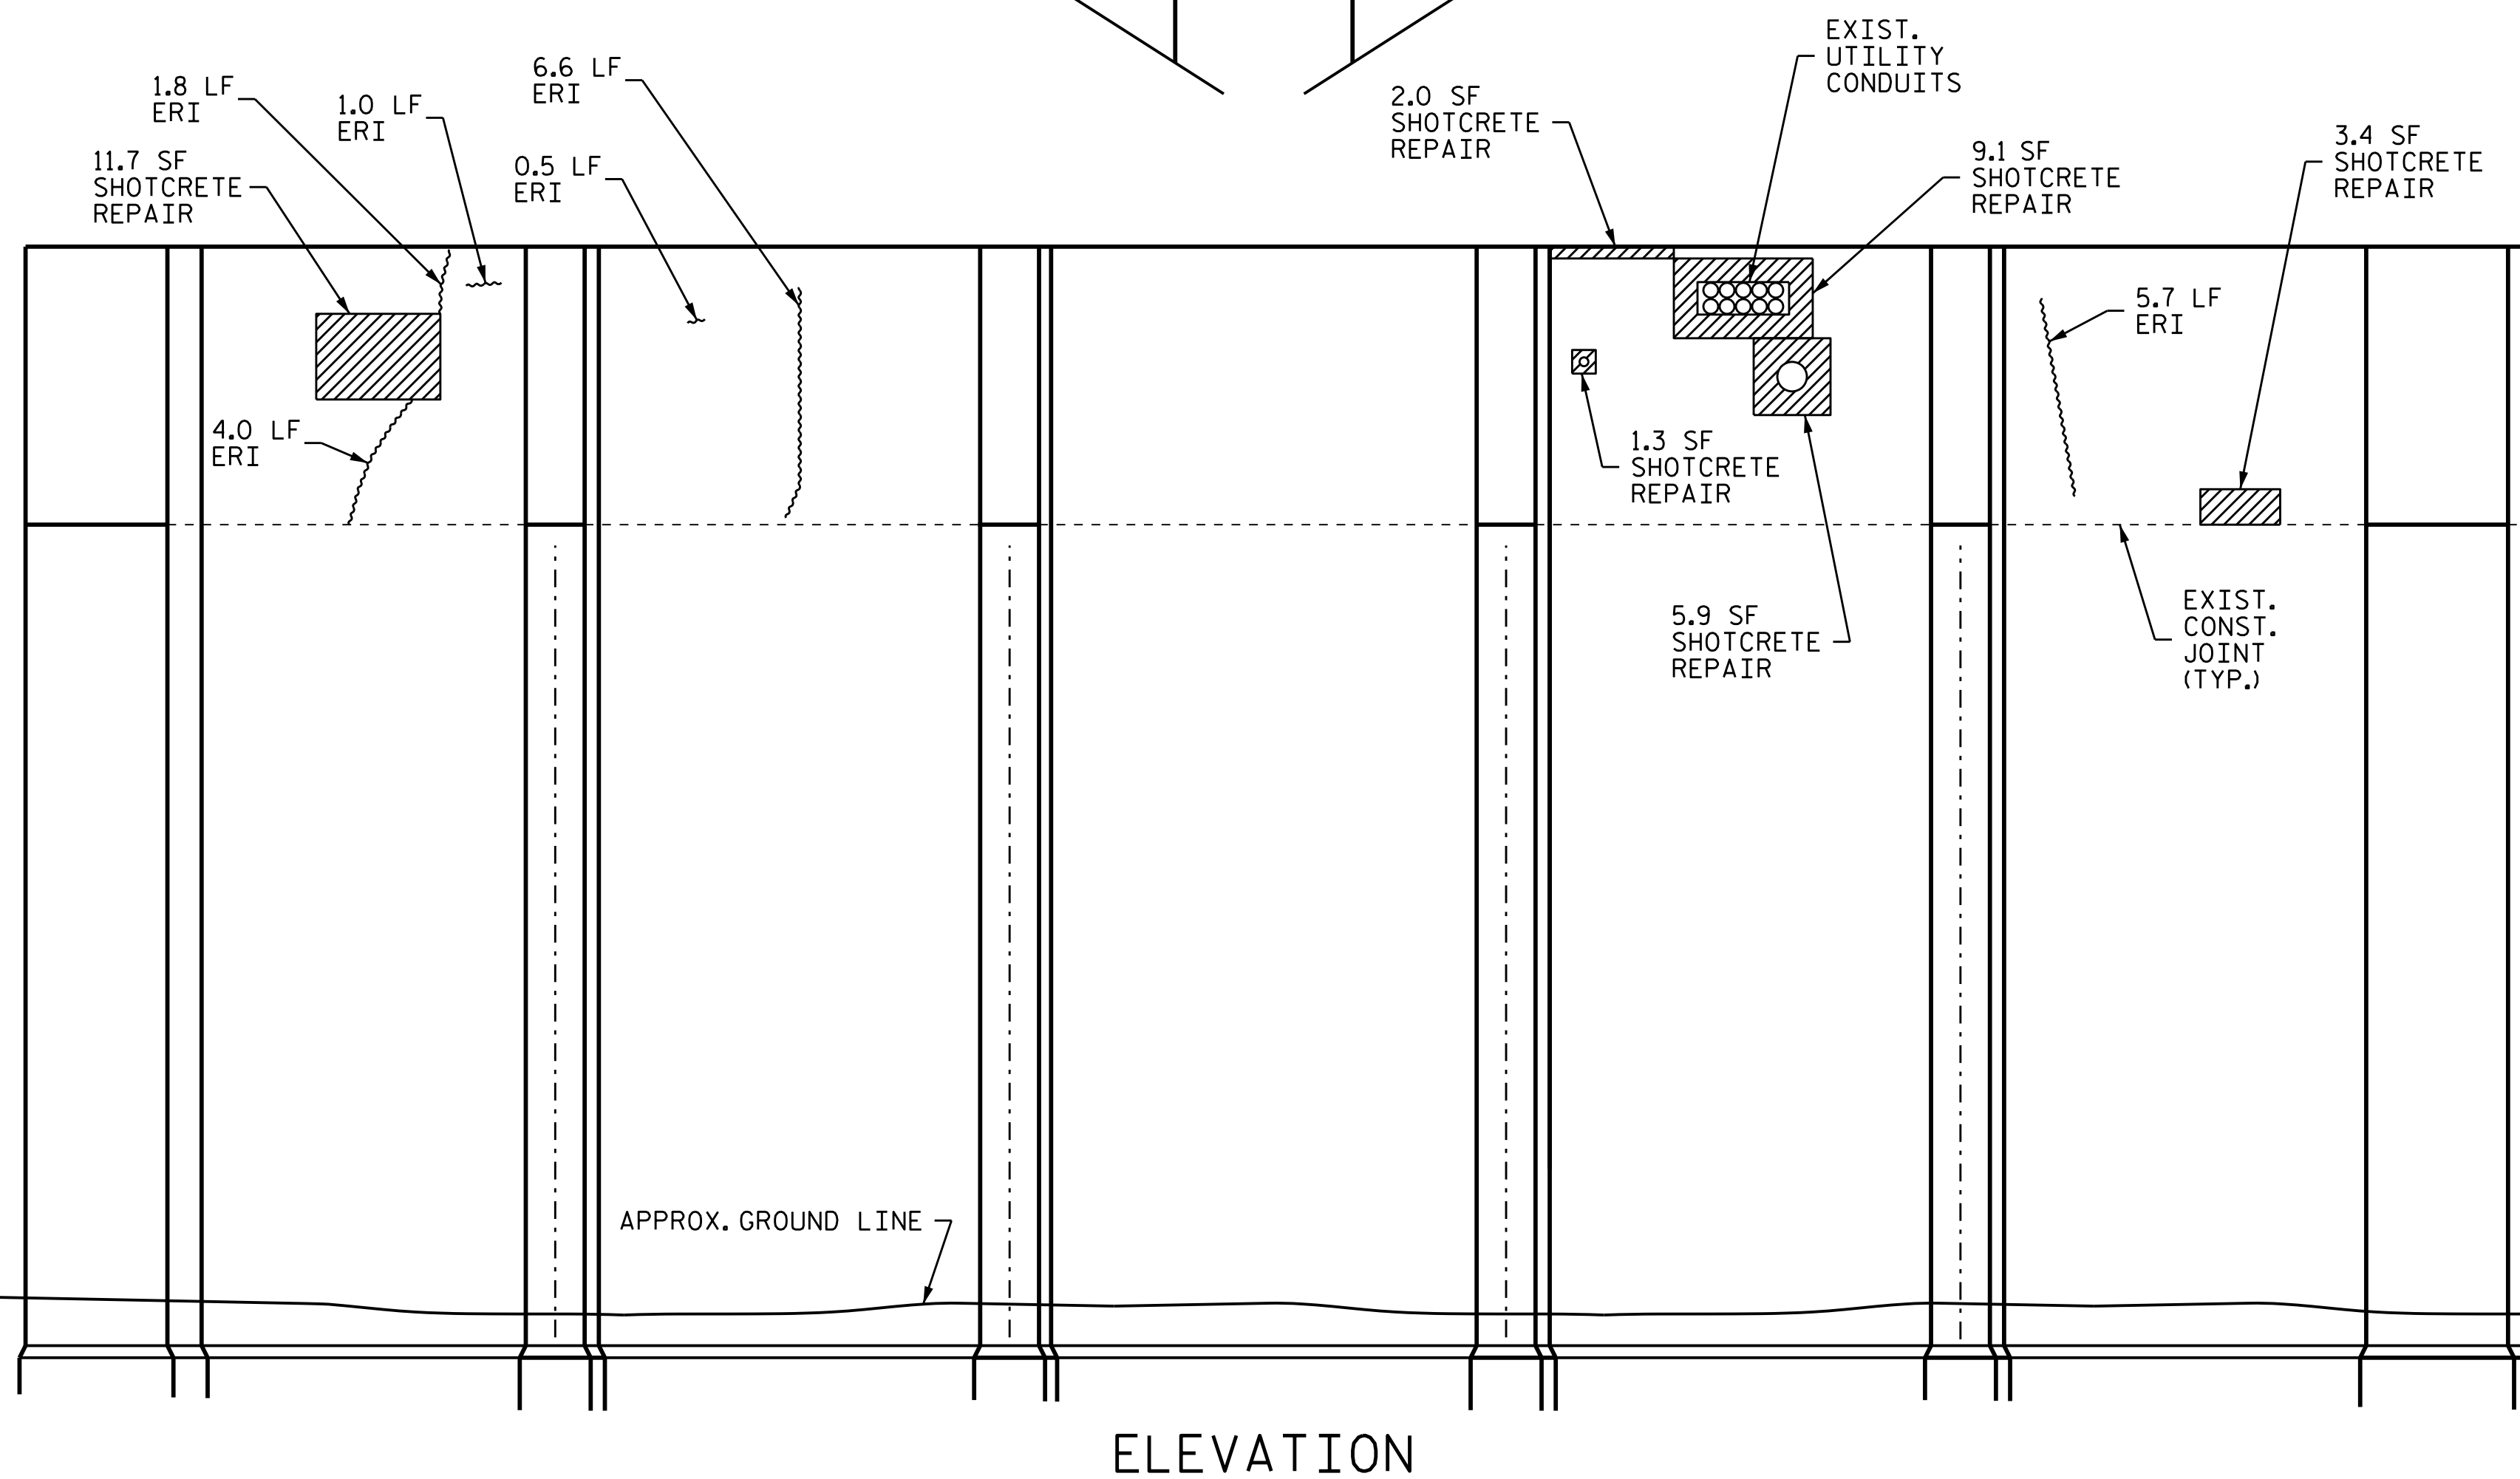 EXIST.
UTILITY
CONDUITS
6.6 LF
ERI
1.8 LF
ERI
1.0 LF
ERI
2.0 SF
SHOTCRETE
REPAIR
3.4 SF
SHOTCRETE
REPAIR
9.1 SF
SHOTCRETE
REPAIR
11.7 SF
SHOTCRETE
REPAIR
0.5 LF
ERI
5.7 LF
ERI
4.0 LF
ERI
1.3 SF
SHOTCRETE
REPAIR
5.9 SF
SHOTCRETE
REPAIR
EXIST.
CONST.
JOINT
(TYP.)
APPROX. GROUND LINE
ELEVATION